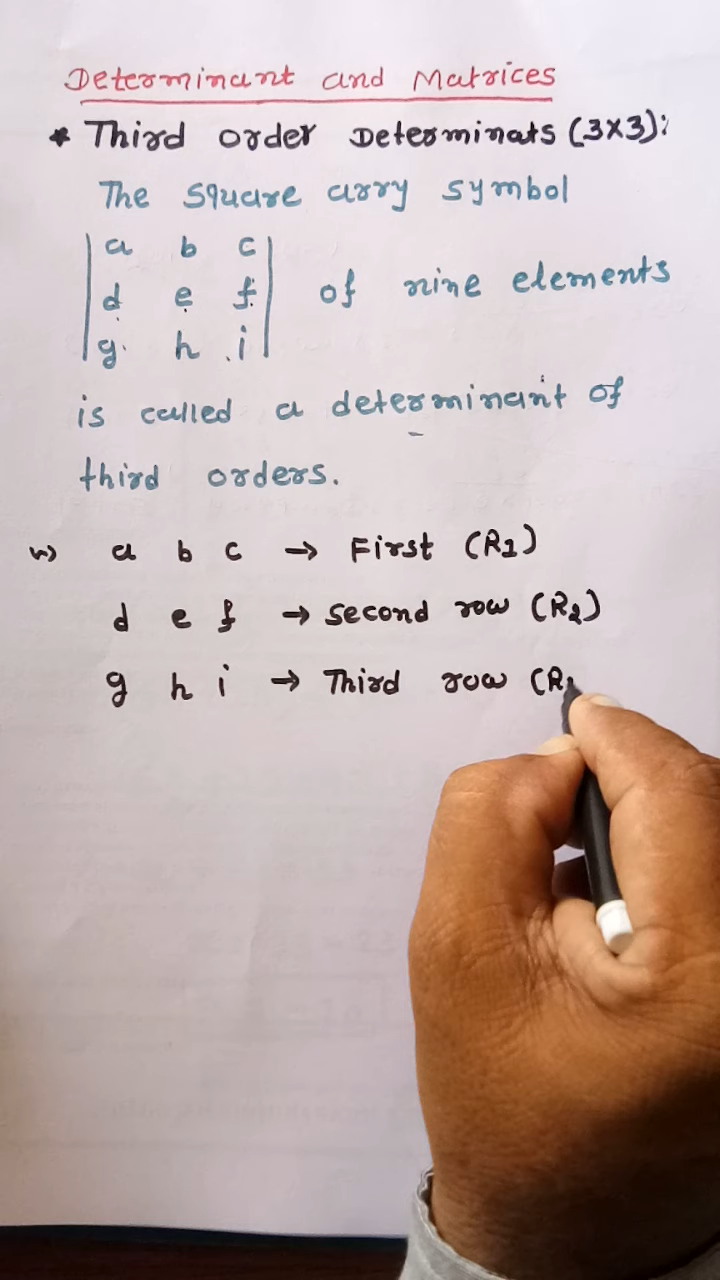 Determinant and Matrices
* Third order Determinats (3×3):
The square arry symbol
a b c
d e f of nine elements
g h i
is called a determinant of
third orders.
a b c → First (R1)
d e f → second row (R2)
g h i → Third row (R